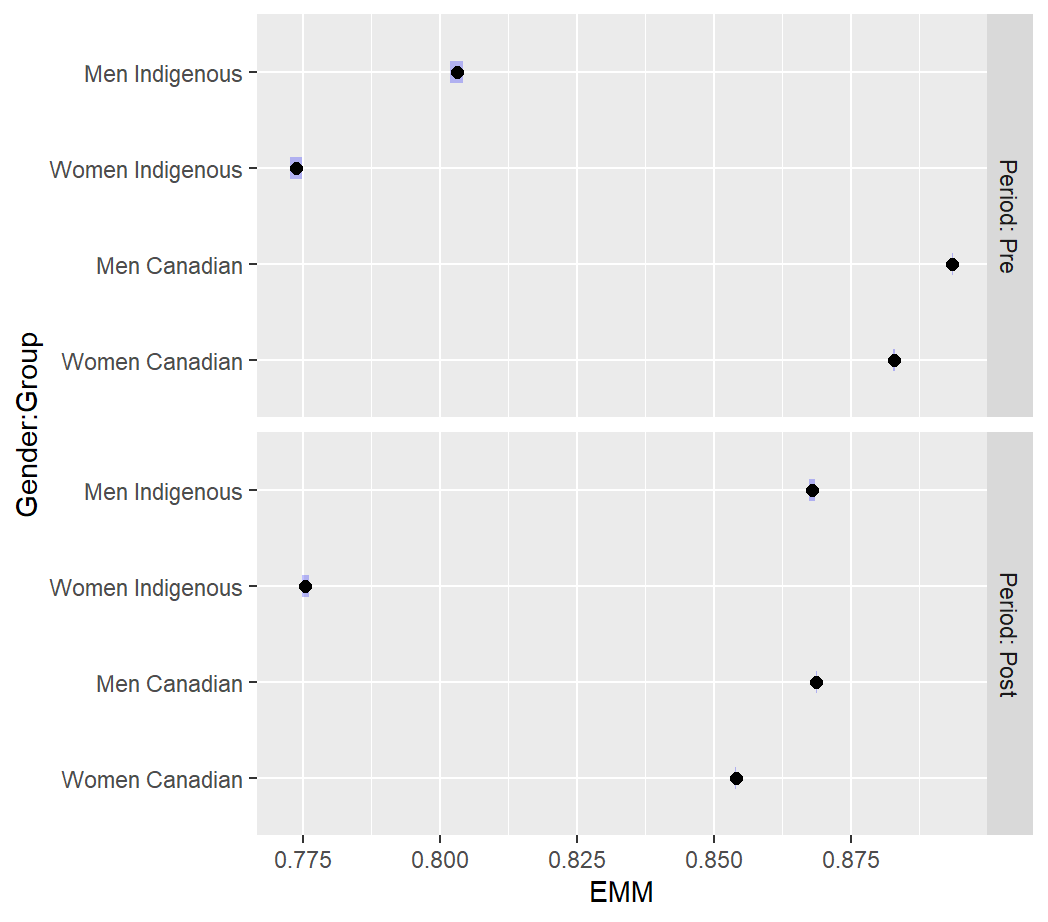 Men Indigenous
Women Indigenous
Men Canadian
Women Canadian
Period: Pre
Gender:Group
Men Indigenous
Women Indigenous
Men Canadian
Women Canadian
Period: Post
0.775 0.800 0.825 0.850 0.875
EMM